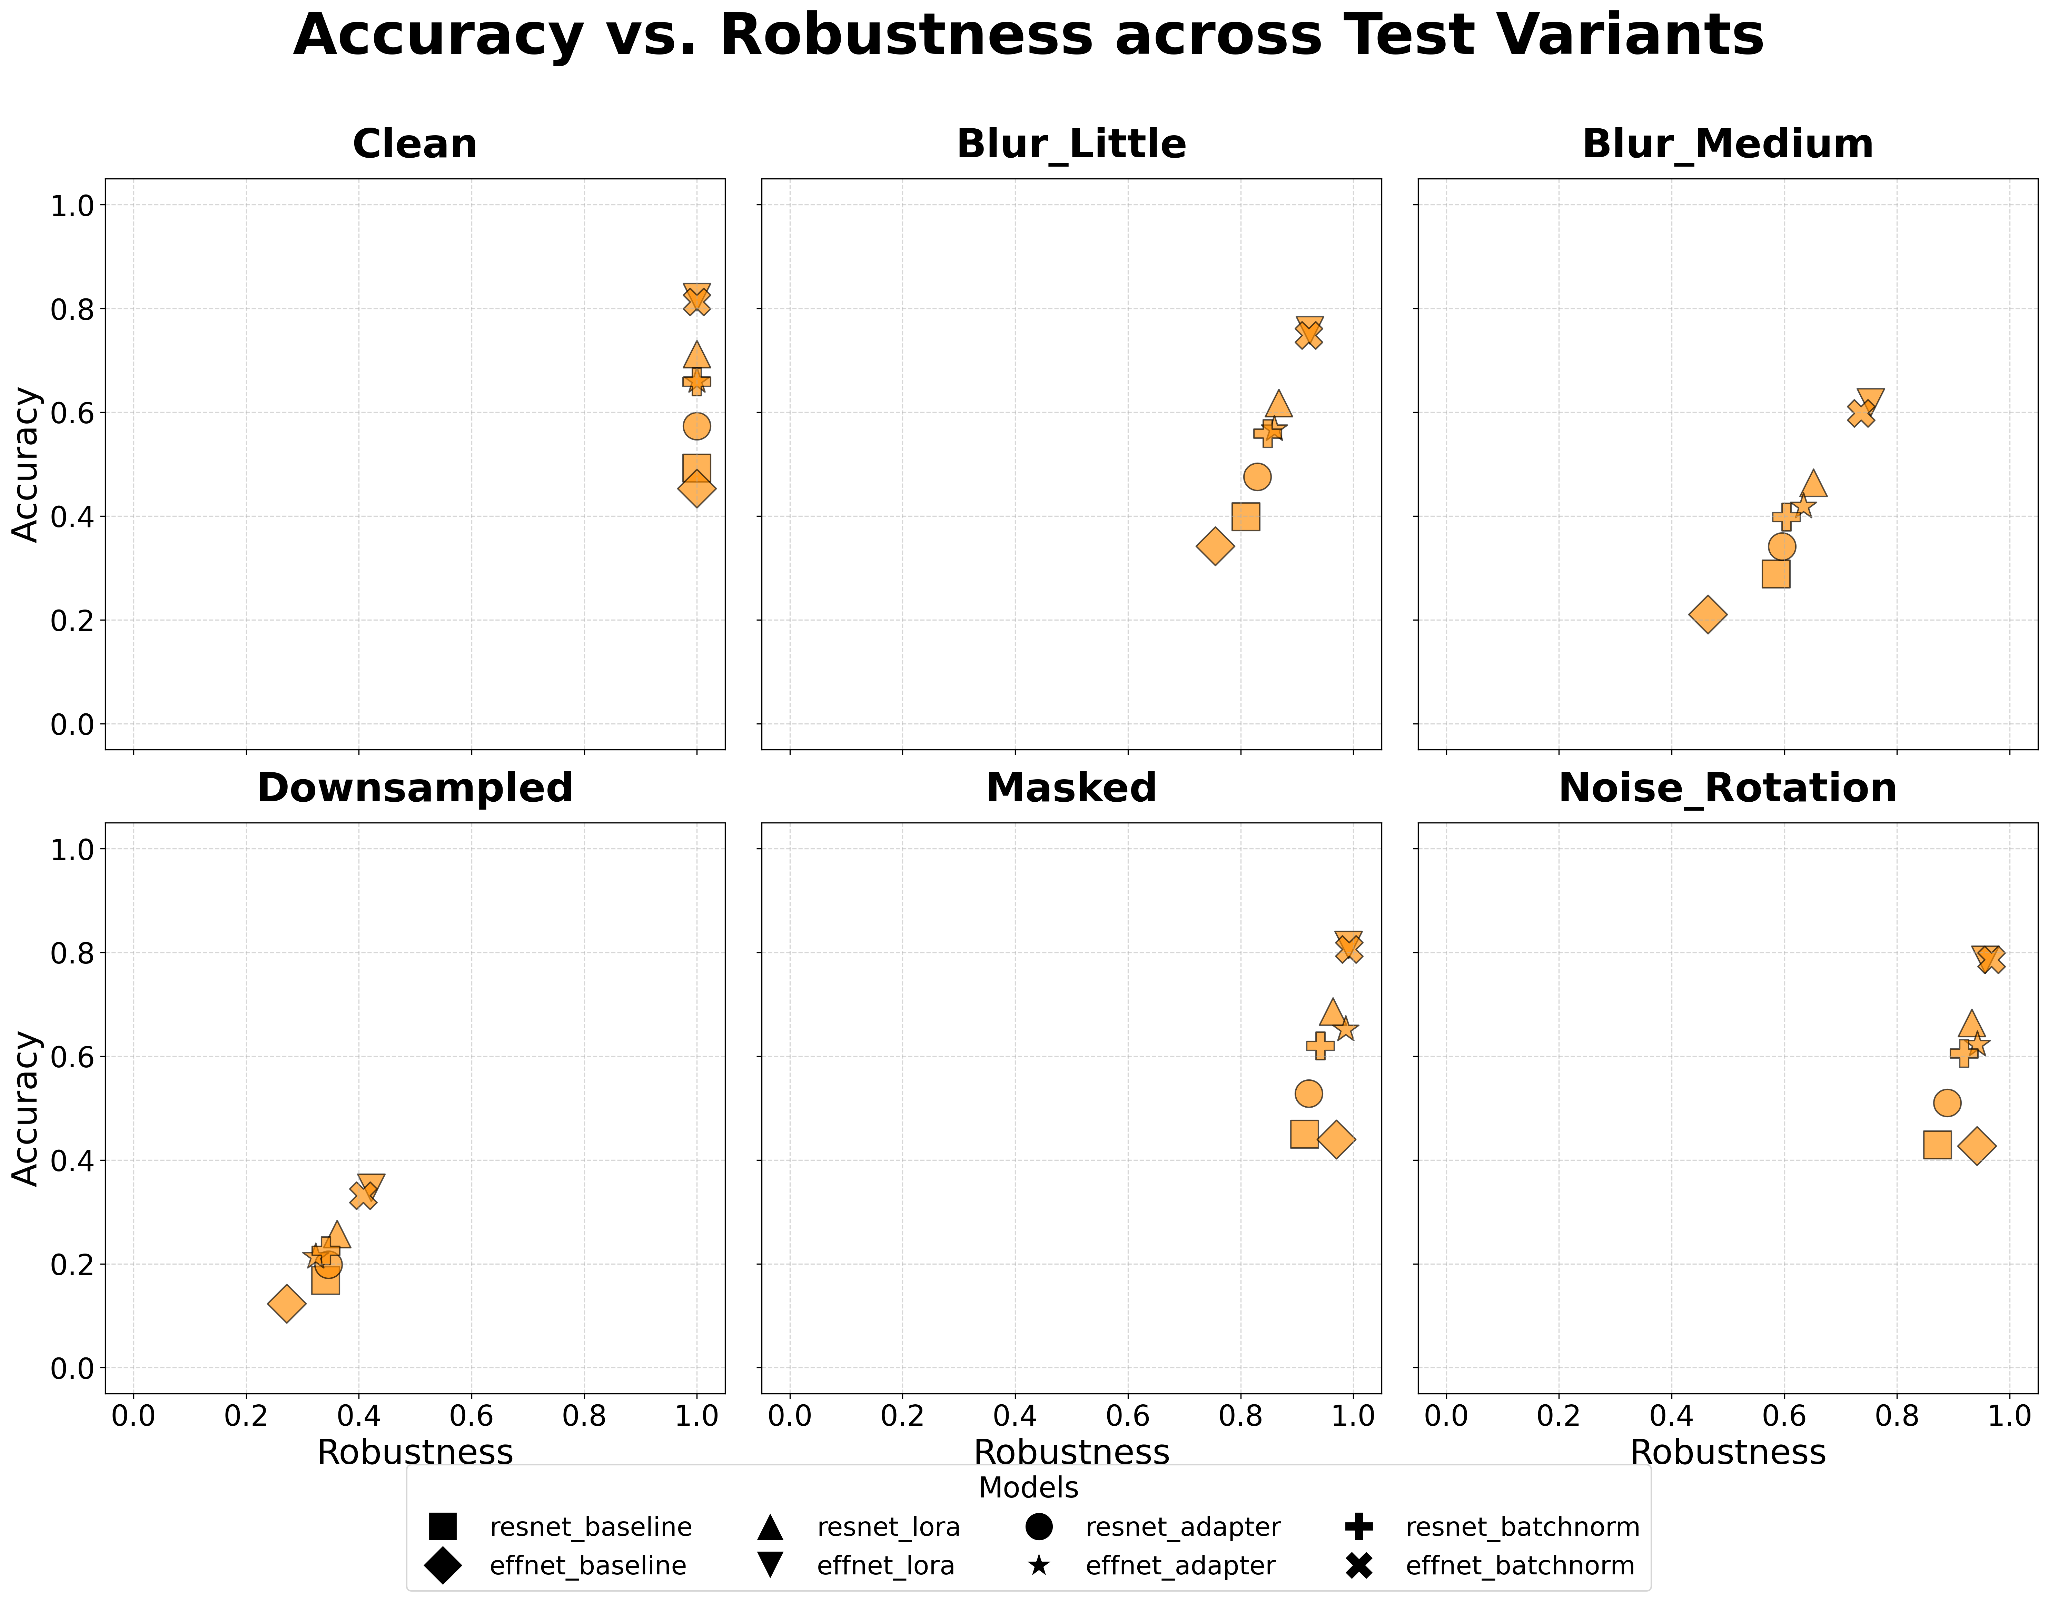 Accuracy vs. Robustness across Test Variants
Clean
Blur_Little
Blur_Medium
Accuracy
1.0
0.8
0.6
0.4
0.2
0.0
Downsampled
Masked
Noise_Rotation
Accuracy
1.0
0.8
0.6
0.4
0.2
0.0
0.0 0.2 0.4 0.6 0.8 1.0
0.0 0.2 0.4 0.6 0.8 1.0
0.0 0.2 0.4 0.6 0.8 1.0
Robustness
Robustness
Robustness
Models
resnet_baseline
resnet_lora
resnet_adapter
resnet_batchnorm
effnet_baseline
effnet_lora
effnet_adapter
effnet_batchnorm